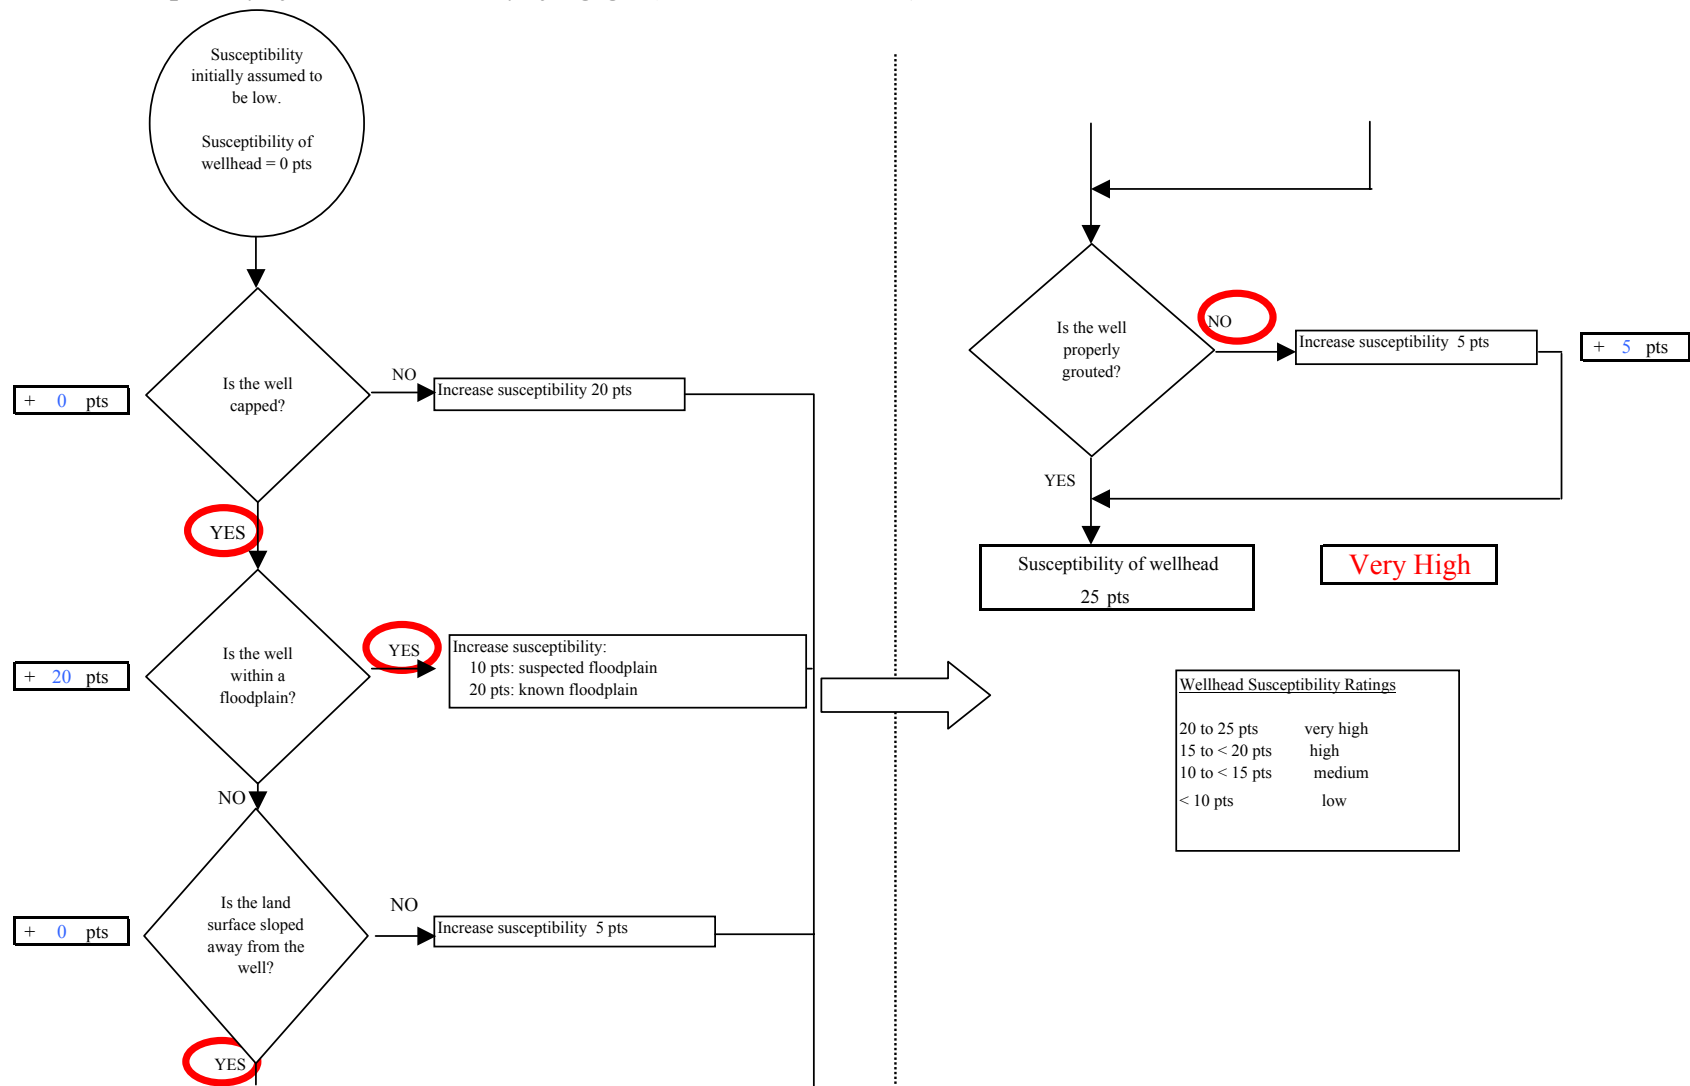 Susceptibility
initially assumed to
be low.
Susceptibility of
wellhead = 0 pts
Is the well
capped?
NO
Increase susceptibility 20 pts
+ 0 pts
YES
Is the well
within a
floodplain?
YES
Increase susceptibility:
10 pts: suspected floodplain
20 pts: known floodplain
+ 20 pts
NO
Is the land
surface sloped
away from the
well?
NO
Increase susceptibility 5 pts
+ 0 pts
YES
Is the well
properly
grouted?
NO
Increase susceptibility 5 pts
+ 5 pts
YES
Susceptibility of wellhead
25 pts
Very High
Wellhead Susceptibility Ratings
20 to 25 pts very high
15 to < 20 pts high
10 to < 15 pts medium
< 10 pts low